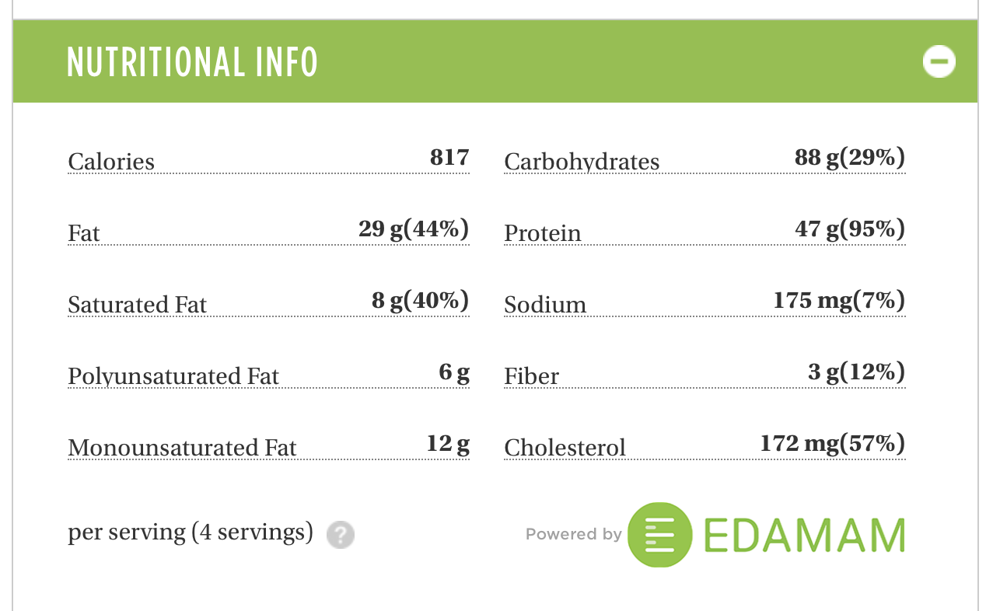 NUTRITIONAL INFO
Calories 817
Carbohydrates 88 g(29%)
Fat 29 g(44%)
Protein 47 g(95%)
Saturated Fat 8 g(40%)
Sodium 175 mg(7%)
Polyunsaturated Fat 6 g
Fiber 3 g(12%)
Monounsaturated Fat 12 g
Cholesterol 172 mg(57%)
per serving (4 servings) ?
Powered by E EDAMAM